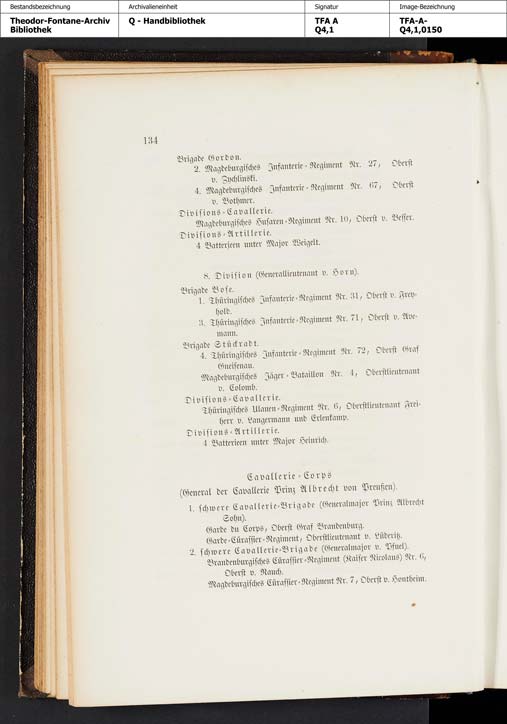 Bestandsbezeichnung Archivalieneinheit Signatur Image-Bezeichnung
Theodor-Fontane-Archiv Q - Handbibliothek TFA A TFA-A-
Bibliothek Q4,1 Q4,1,0150
134
Brigade Gordon.
2. Magdeburgisches Infanterie-Regiment Nr. 27, Oberst
v. Zychlinski.
4. Magdeburgisches Infanterie-Regiment Nr. 67, Oberst
v. Bothmer.
Divisions-Cavallerie.
Magdeburgisches Husaren-Regiment Nr. 10, Oberst v. Besser.
Divisions-Artillerie.
4 Batterieen unter Major Weigelt.
8. Division (Generallieutenant v. Horn).
Brigade Bose.
1. Thüringisches Infanterie-Regiment Nr. 31, Oberst v. Frey-
hold.
3. Thüringisches Infanterie-Regiment Nr. 71, Oberst v. Ave-
mann.
Brigade Stückradt.
4. Thüringisches Infanterie-Regiment Nr. 72, Oberst Graf
Gneisenau.
Magdeburgisches Jäger-Bataillon Nr. 4, Oberstlieutenant
v. Colomb.
Divisions-Cavallerie.
Thüringisches Ulanen-Regiment Nr. 6, Oberstlieutenant Frei-
herr v. Langermann und Erlenkamp.
Divisions-Artillerie.
4 Batterieen unter Major Heinrich.
Cavallerie-Corps
(General der Cavallerie Prinz Albrecht von Preußen).
1. schwere Cavallerie-Brigade (Generalmajor Prinz Albrecht
Sohn).
Garde du Corps, Oberst Graf Brandenburg.
Garde-Cürassier-Regiment, Oberstlieutenant v. Lüderitz.
2. schwere Cavallerie-Brigade (Generalmajor v. Pfuel).
Brandenburgisches Cürassier-Regiment (Kaiser Nicolaus) Nr. 6,
Oberst v. Rauch.
Magdeburgisches Cürassier-Regiment Nr. 7, Oberst v. Hontheim.